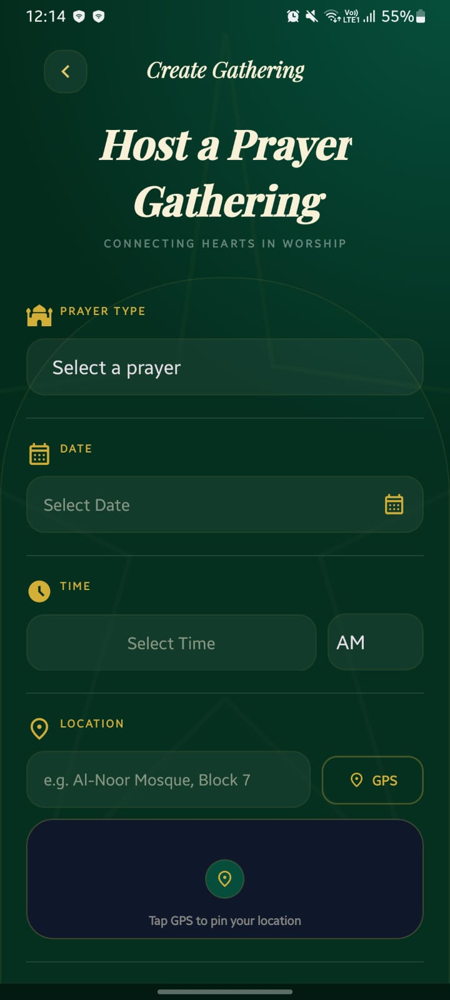 12:14
Vo)) LTE1 55%
Create Gathering
Host a Prayer
Gathering
CONNECTING HEARTS IN WORSHIP
PRAYER TYPE
Select a prayer
DATE
Select Date
TIME
Select Time AM
LOCATION
e.g. Al-Noor Mosque, Block 7 GPS
Tap GPS to pin your location